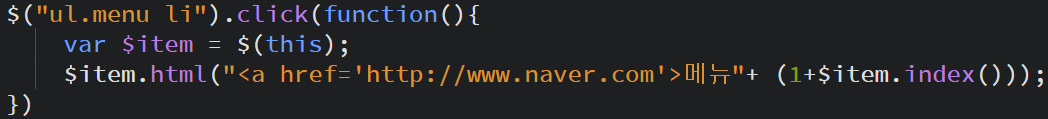 $("ul.menu li").click(function(){
    var $item = $(this);
    $item.html("<a href='http://www.naver.com'>메뉴"+ (1+$item.index()));
})